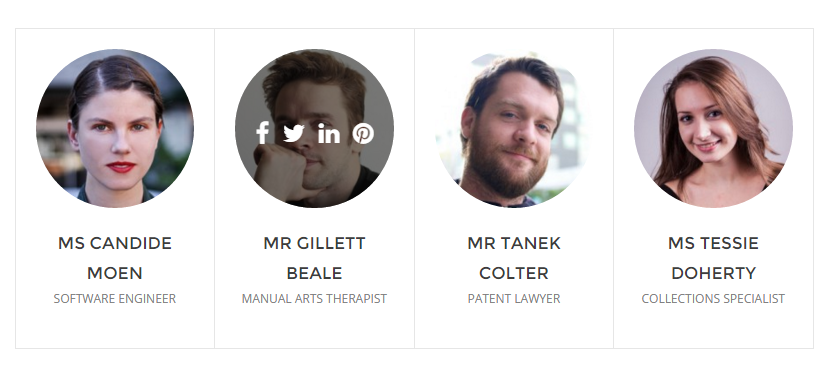 MS CANDIDE
MOEN
SOFTWARE ENGINEER
MR GILLETT
BEALE
MANUAL ARTS THERAPIST
MR TANEK
COLTER
PATENT LAWYER
MS TESSIE
DOHERTY
COLLECTIONS SPECIALIST